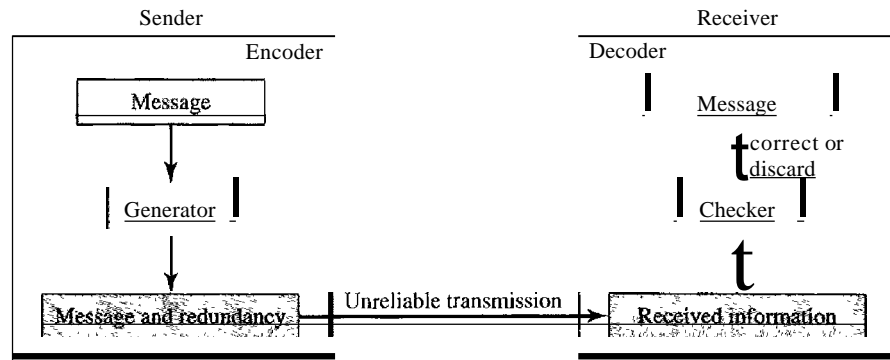 Sender
Receiver
Encoder
Decoder
Message
Message
t correct or
discard
Generator
Checker
t
Message and redundancy
Unreliable transmission
Received information